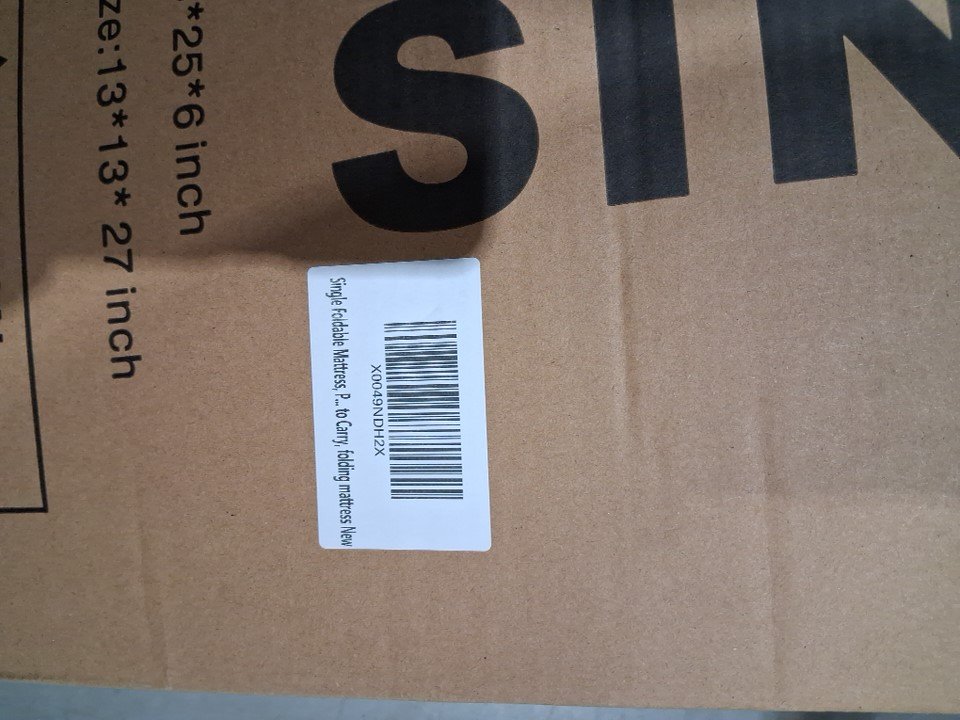 SIN
*25*6 inch
ze:13*13* 27 inch
X0049NDH2X
Single Foldable Mattress, P... to Carry, folding mattress New